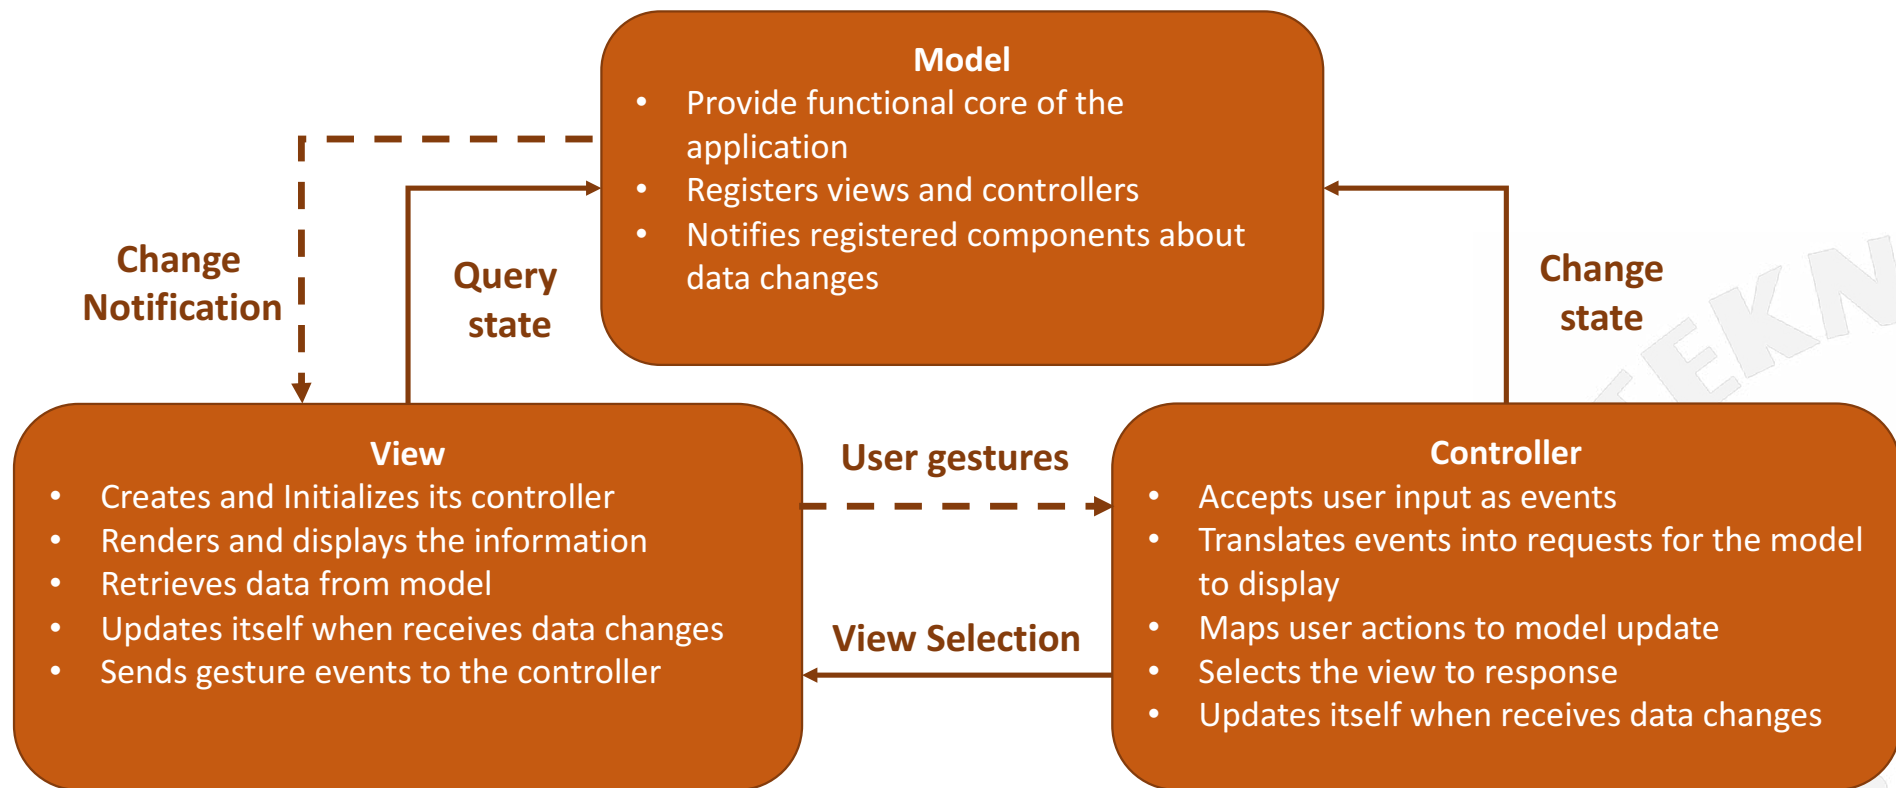 Model
• Provide functional core of the
application
• Registers views and controllers
• Notifies registered components about
data changes
Change
Notification
Query
state
Change
state
View
• Creates and Initializes its controller
• Renders and displays the information
• Retrieves data from model
• Updates itself when receives data changes
• Sends gesture events to the controller
User gestures
View Selection
Controller
• Accepts user input as events
• Translates events into requests for the model
to display
• Maps user actions to model update
• Selects the view to response
• Updates itself when receives data changes
TEKN